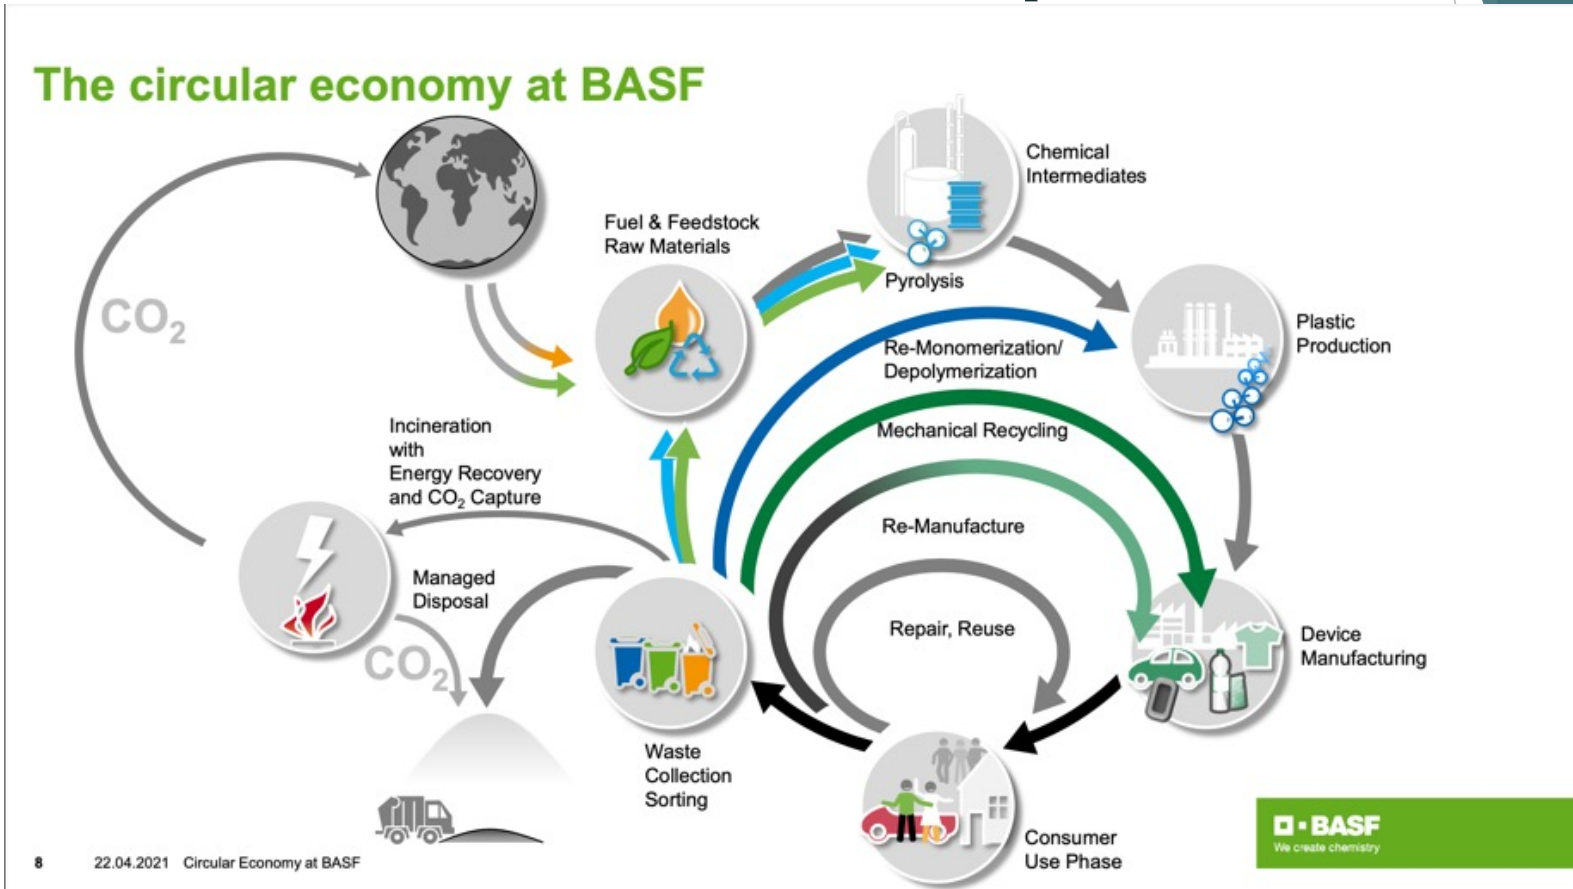 The circular economy at BASF
Chemical
Intermediates
Fuel & Feedstock
Raw Materials
Pyrolysis
CO₂
Plastic
Production
Re-Monomerization/
Depolymerization
Incineration
with
Energy Recovery
and CO₂ Capture
Mechanical Recycling
Re-Manufacture
Managed
Disposal
Repair, Reuse
Device
Manufacturing
CO₂
Waste
Collection
Sorting
Consumer
Use Phase
BASF
We create chemistry
8 22.04.2021 Circular Economy at BASF